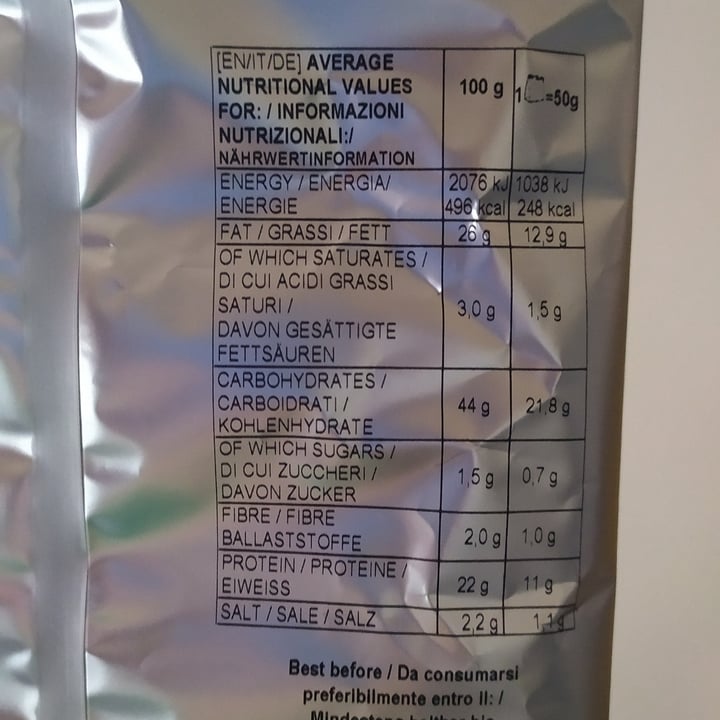 [EN/IT/DE] AVERAGE
NUTRITIONAL VALUES
FOR: / INFORMAZIONI
NUTRIZIONALI:/
NÄHRWERTINFORMATION
100 g
1 =50g
ENERGY / ENERGIA/
ENERGIE
2076 kJ 1038 kJ
496 kcal 248 kcal
FAT / GRASSI / FETT
26 g 12,9 g
OF WHICH SATURATES /
DI CUI ACIDI GRASSI
SATURI /
DAVON GESÄTTIGTE
FETTSÄUREN
3,0 g 1,5 g
CARBOHYDRATES /
CARBOIDRATI /
KOHLENHYDRATE
44 g 21,8 g
OF WHICH SUGARS /
DI CUI ZUCCHERI /
DAVON ZUCKER
1,5 g 0,7 g
FIBRE / FIBRE
BALLASTSTOFFE
2,0 g 1,0 g
PROTEIN / PROTEINE /
EIWEISS
22 g 11 g
SALT / SALE / SALZ
2,2 g 1,1 g
Best before / Da consumarsi
preferibilmente entro il: /